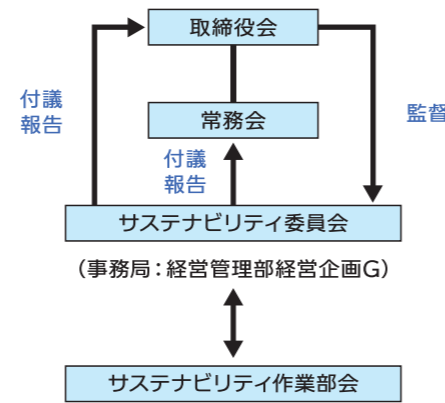 取締役会
付議
報告
監督
常務会
付議
報告
サステナビリティ委員会
（事務局：経営管理部経営企画G）
サステナビリティ作業部会